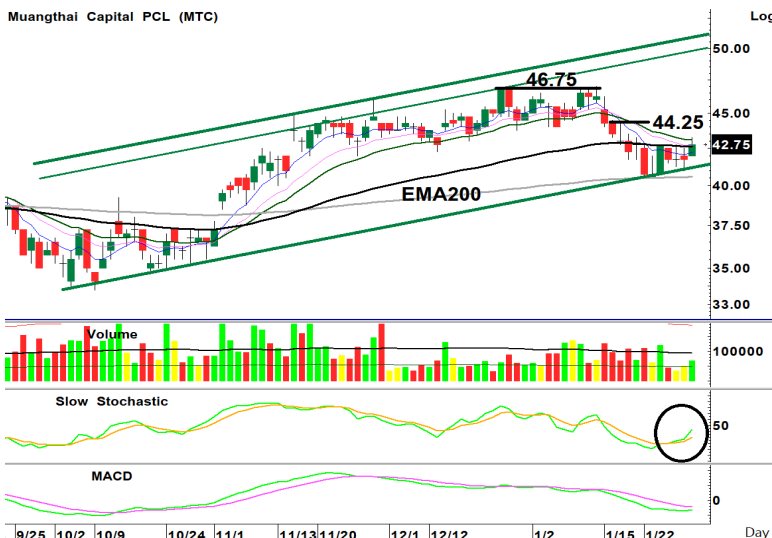 Muangthai Capital PCL (MTC)
Log
50.00
46.75
45.00
44.25
42.75
EMA200
40.00
37.50
35.00
33.00
Volume
100000
Slow Stochastic
50
MACD
0
9/25 10/2 10/9 10/24 11/1 11/13 11/20 12/1 12/12 1/2 1/15 1/22 Day